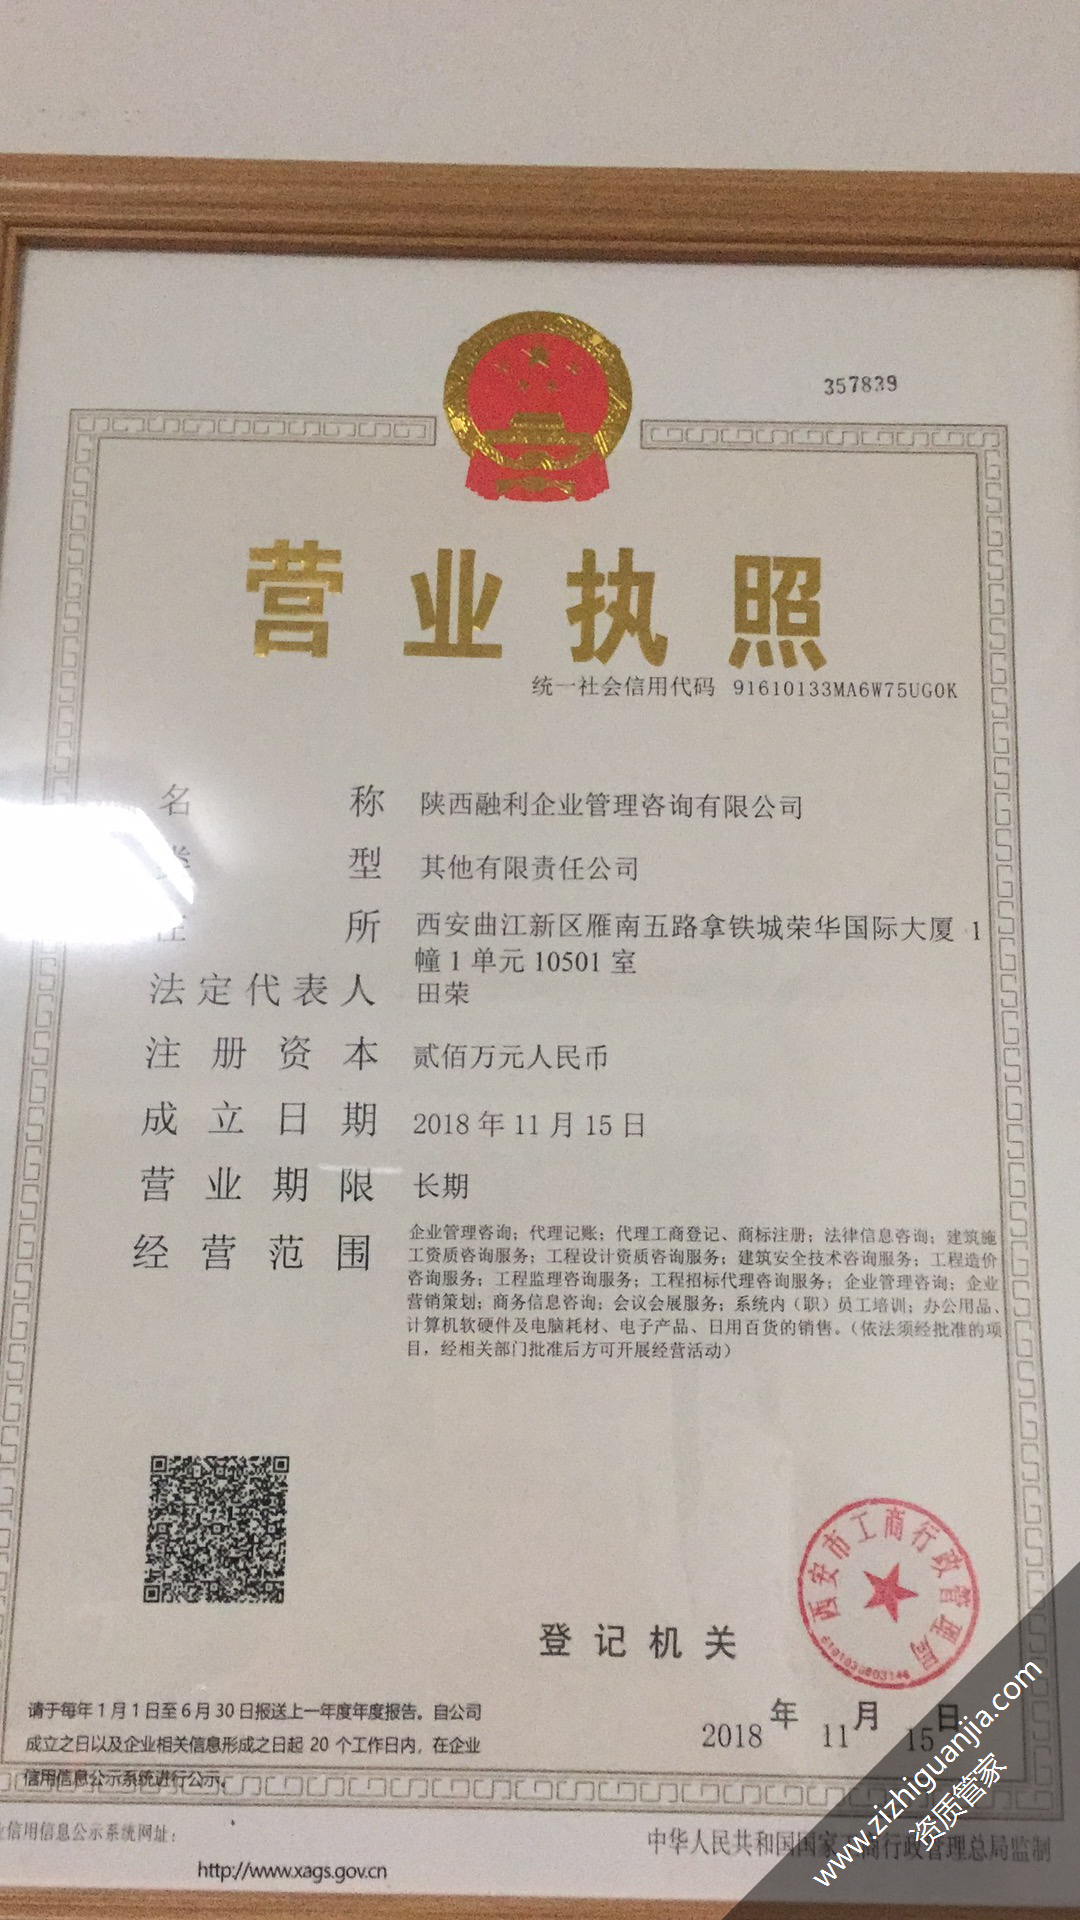 357839
营业执照
统一社会信用代码 91610133MA6W75UG0K
名称 陕西融利企业管理咨询有限公司
类型 其他有限责任公司
住所 西安曲江新区雁南五路拿铁城荣华国际大厦 1
幢 1 单元 10501 室
法定代表人 田荣
注册资本 贰佰万元人民币
成立日期 2018 年 11 月 15 日
营业期限 长期
经营范围 企业管理咨询；代理记账；代理工商登记、商标注册；法律信息咨询；建筑施
工资质咨询服务；工程设计资质咨询服务；建筑安全技术咨询服务；工程造价
咨询服务；工程监理咨询服务；工程招标代理咨询服务；企业管理咨询；企业
营销策划；商务信息咨询；会议会展服务；系统内（职）员工培训；办公用品、
计算机软硬件及电脑耗材、电子产品、日用百货的销售。（依法须经批准的项
目，经相关部门批准后方可开展经营活动）
西安市工商行政管理局
登记机关
2018 年 11 月 15 日
请于每年 1 月 1 日至 6 月 30 日报送上一年度年度报告。自公司
成立之日以及企业相关信息形成之日起 20 个工作日内，在企业
信用信息公示系统进行公示。
业信用信息公示系统网址：
http://www.xags.gov.cn
中华人民共和国国家工商行政管理总局监制
www.zizhiguanjia.com
资质管家